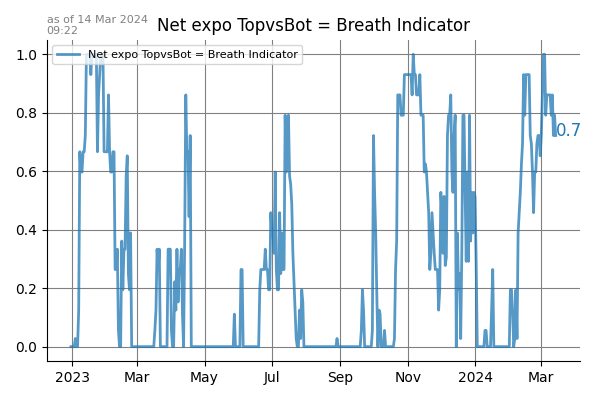 as of 14 Mar 2024
09:22
Net expo TopvsBot = Breath Indicator
Net expo TopvsBot = Breath Indicator
1.0
0.8
0.6
0.4
0.2
0.0
0.7
2023 Mar May Jul Sep Nov 2024 Mar